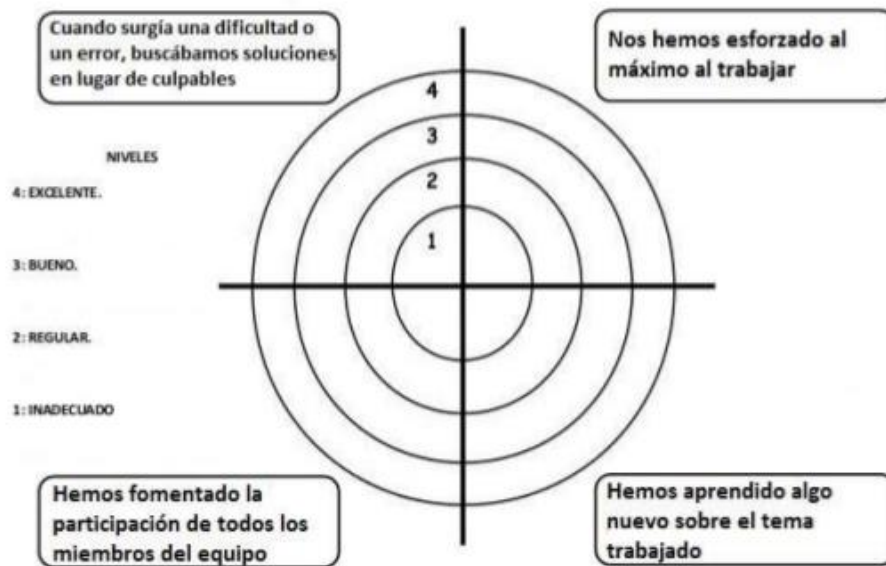 Cuando surgía una dificultad o
un error, buscábamos soluciones
en lugar de culpables
Nos hemos esforzado al
máximo al trabajar
4
3
2
1
NIVELES
4: EXCELENTE.
3: BUENO.
2: REGULAR.
1: INADECUADO
Hemos fomentado la
participación de todos los
miembros del equipo
Hemos aprendido algo
nuevo sobre el tema
trabajado